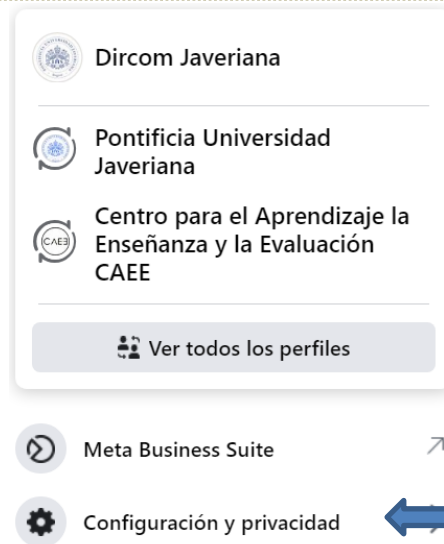 Dircom Javeriana
Pontificia Universidad
Javeriana
Centro para el Aprendizaje la
Enseñanza y la Evaluación
CAEE
CAEE
Ver todos los perfiles
Meta Business Suite
Configuración y privacidad